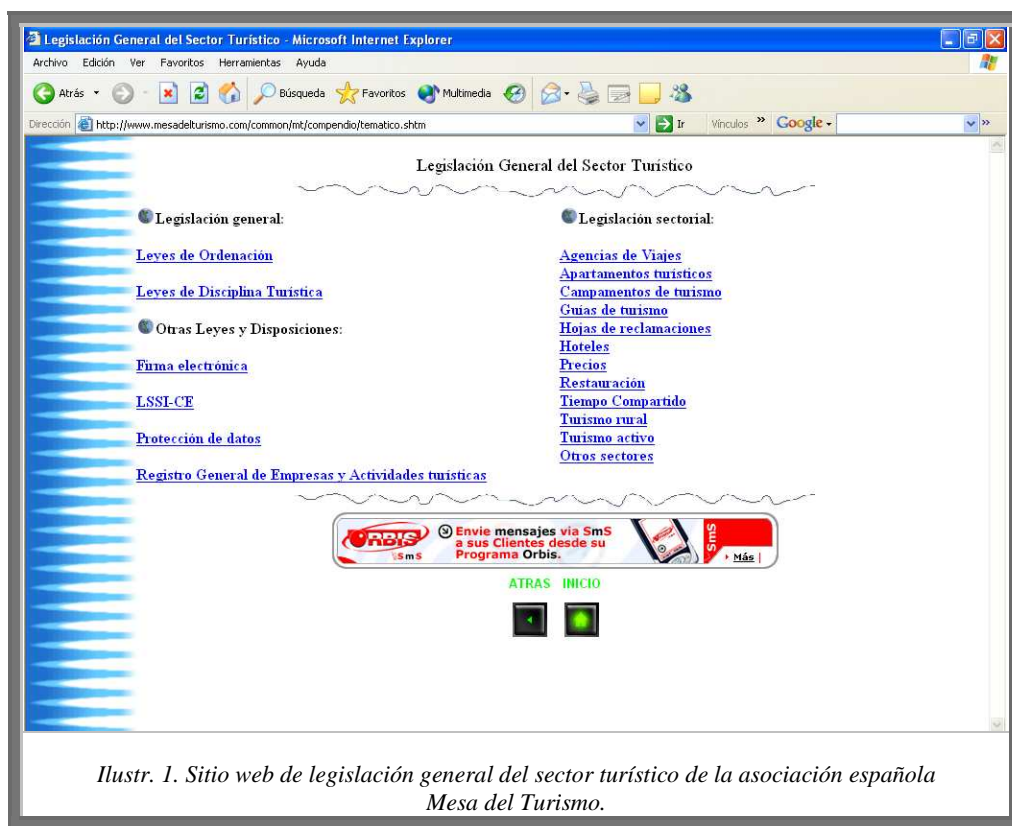 Legislación General del Sector Turístico - Microsoft Internet Explorer
Archivo Edición Ver Favoritos Herramientas Ayuda
Atrás Búsqueda Favoritos Multimedia
Dirección http://www.mesadelturismo.com/common/mt/compendio/tematico.shtm Ir Vínculos » Google »
Legislación General del Sector Turístico
Legislación general:
Leyes de Ordenación
Leyes de Disciplina Turística
Otras Leyes y Disposiciones:
Firma electrónica
LSSI-CE
Protección de datos
Registro General de Empresas y Actividades turísticas
Legislación sectorial:
Agencias de Viajes
Apartamentos turísticos
Campamentos de turismo
Guías de turismo
Hojas de reclamaciones
Hoteles
Precios
Restauración
Tiempo Compartido
Turismo rural
Turismo activo
Otros sectores
ORBIS
SmS
Envie mensajes via SmS
a sus Clientes desde su
Programa Orbis.
SmS
Más |
ATRAS INICIO
Ilustr. 1. Sitio web de legislación general del sector turístico de la asociación española
Mesa del Turismo.